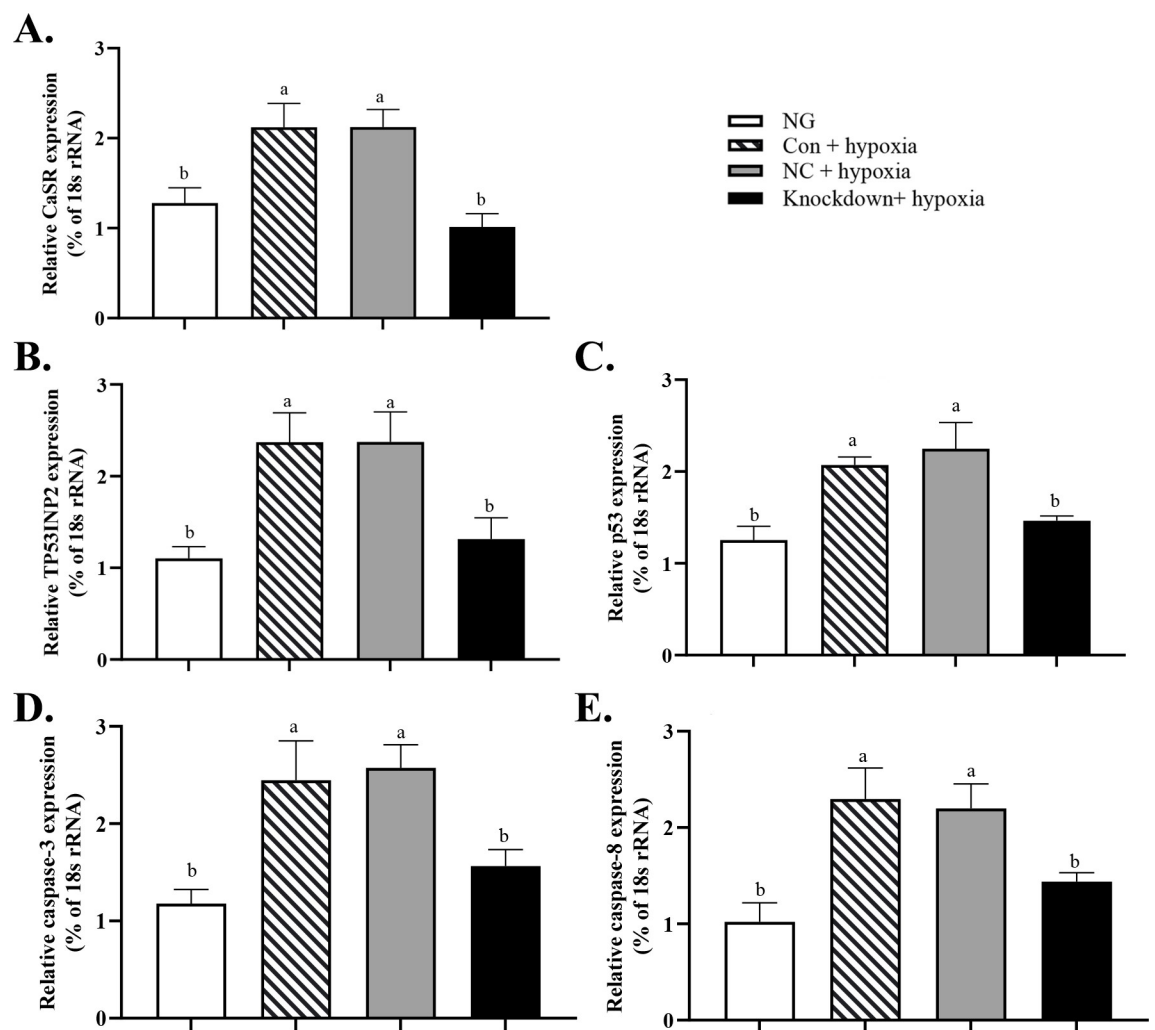 A.
Relative CaSR expression
(% of 18s rRNA)
3
2
1
0
b
a
a
b
NG
Con + hypoxia
NC + hypoxia
Knockdown+ hypoxia
B.
Relative TP53INP2 expression
(% of 18s rRNA)
3
2
1
0
b
a
a
b
C.
Relative p53 expression
(% of 18s rRNA)
3
2
1
0
b
a
a
b
D.
Relative caspase-3 expression
(% of 18s rRNA)
3
2
1
0
b
a
a
b
E.
Relative caspase-8 expression
(% of 18s rRNA)
3
2
1
0
b
a
a
b